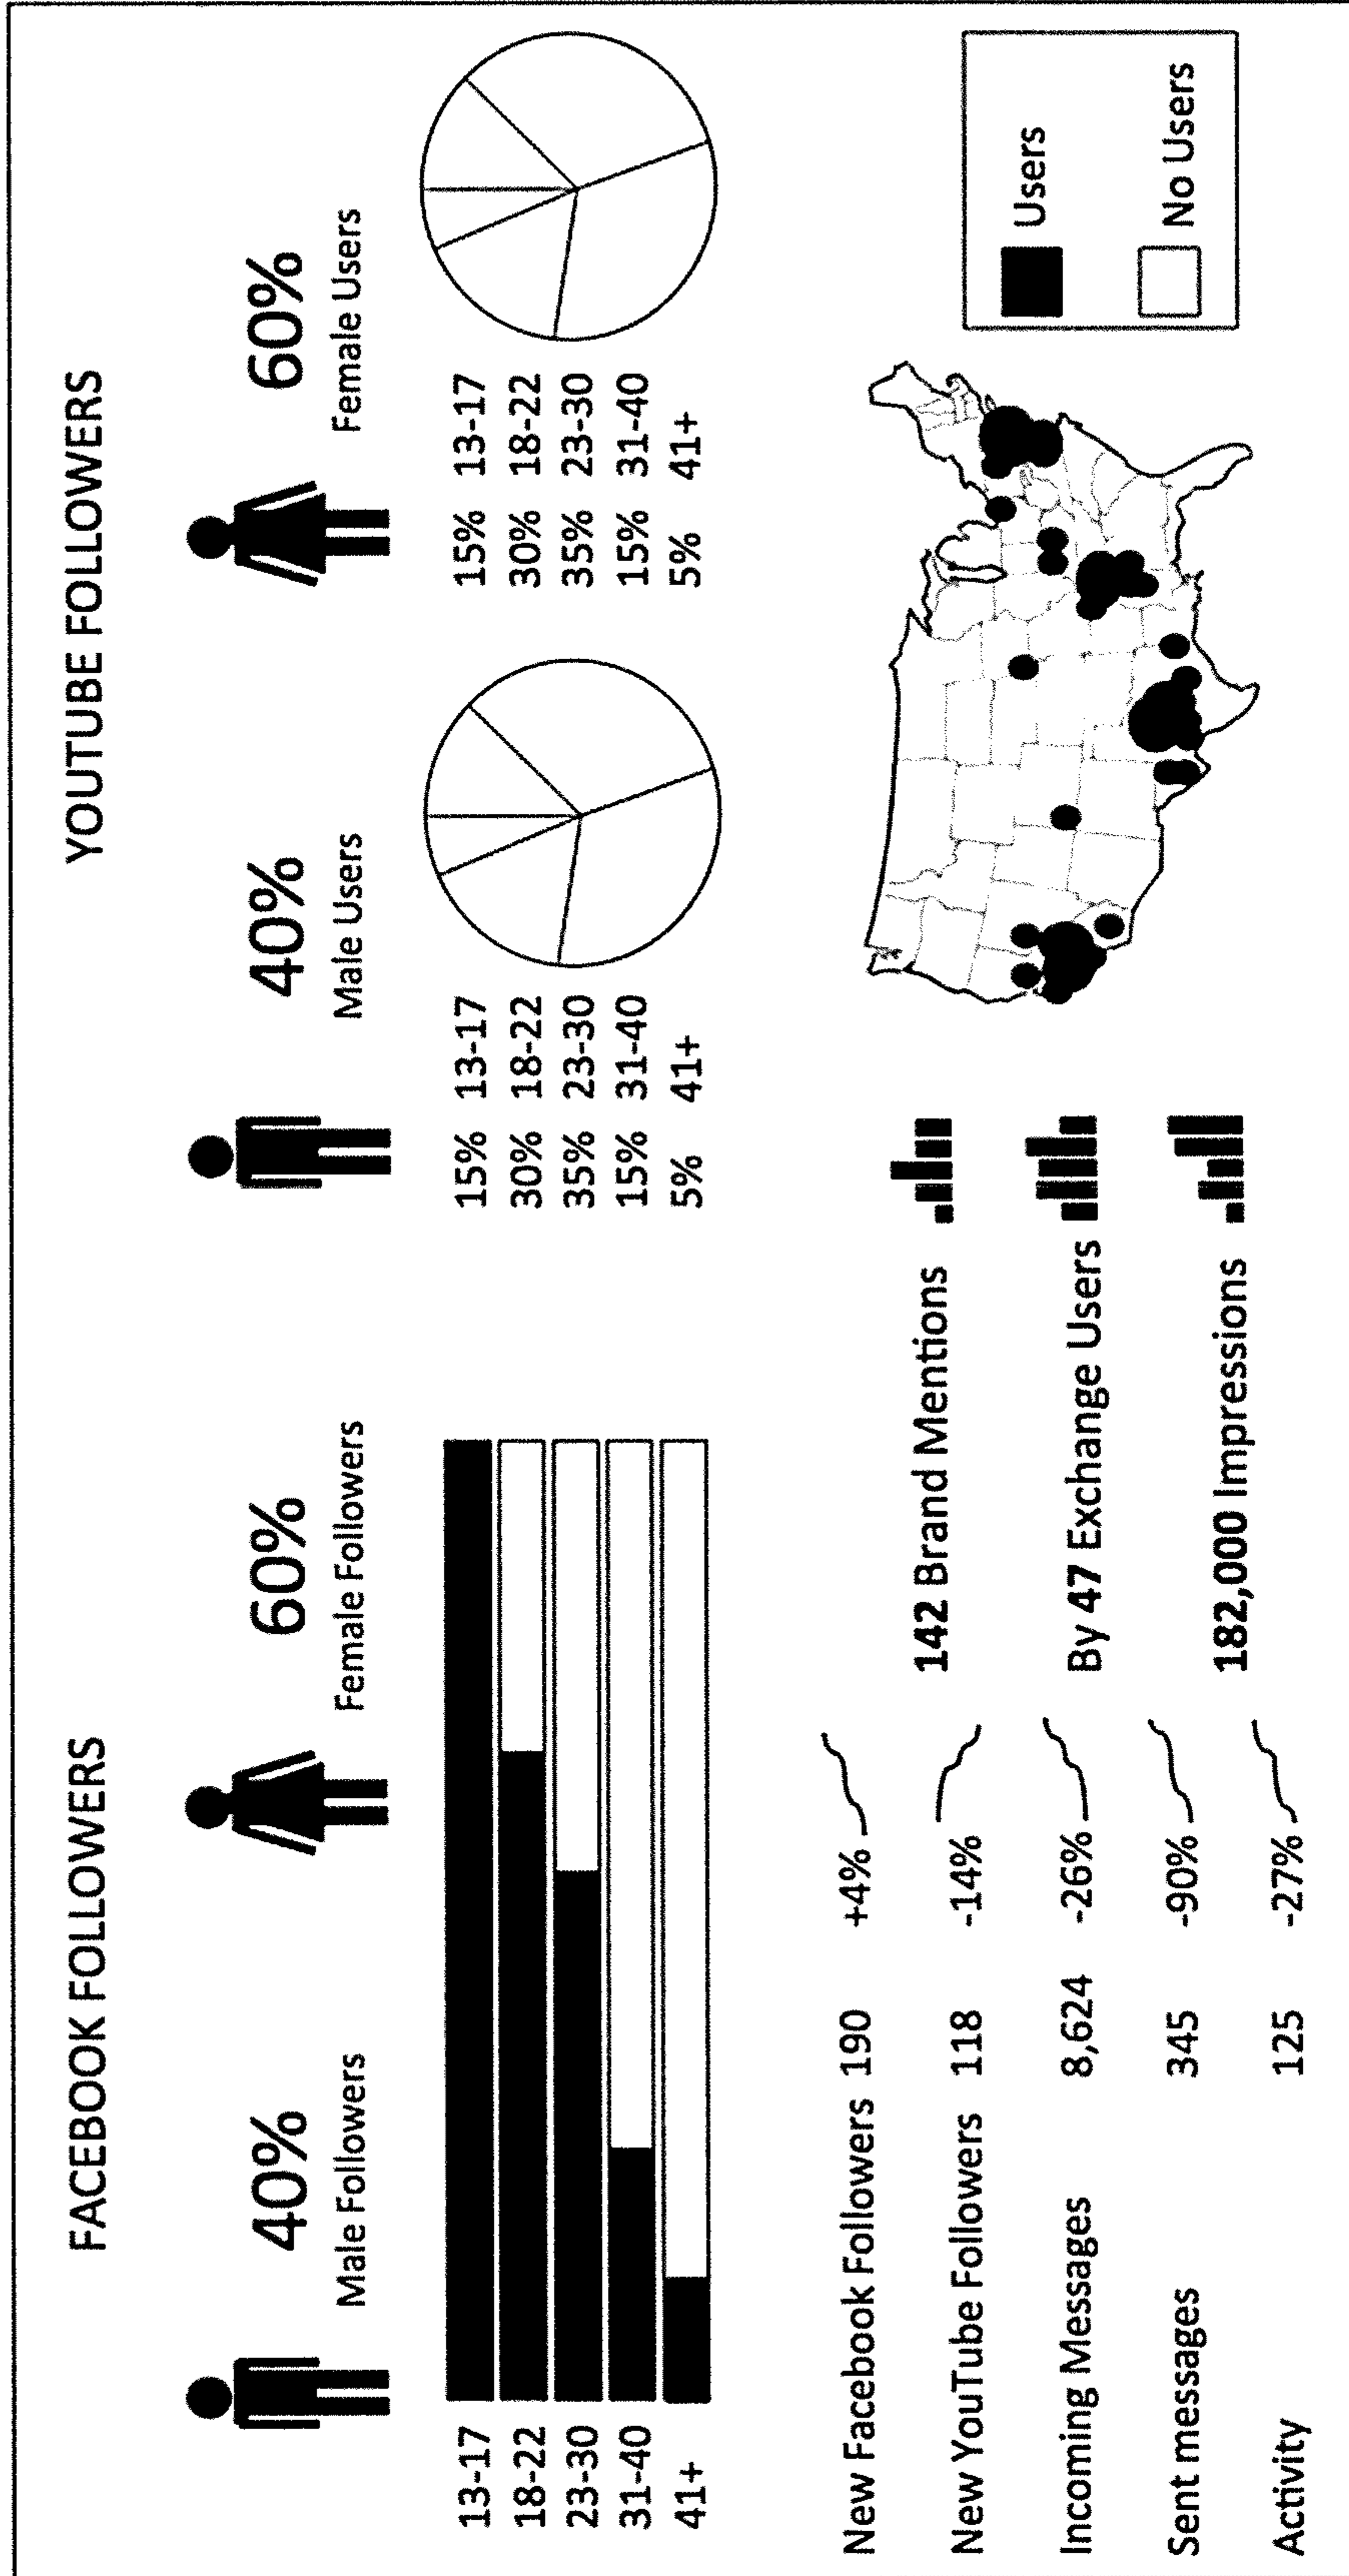 FACEBOOK FOLLOWERS
40%
Male Followers
60%
Female Followers
13-17
18-22
23-30
31-40
41+
YOUTUBE FOLLOWERS
40%
Male Users
60%
Female Users
15% 13-17
30% 18-22
35% 23-30
15% 31-40
5% 41+
15% 13-17
30% 18-22
35% 23-30
15% 31-40
5% 41+
New Facebook Followers 190 +4%
New YouTube Followers 118 -14%
Incoming Messages 8,624 -26%
Sent messages 345 -90%
Activity 125 -27%
142 Brand Mentions
By 47 Exchange Users
182,000 Impressions
Users
No Users